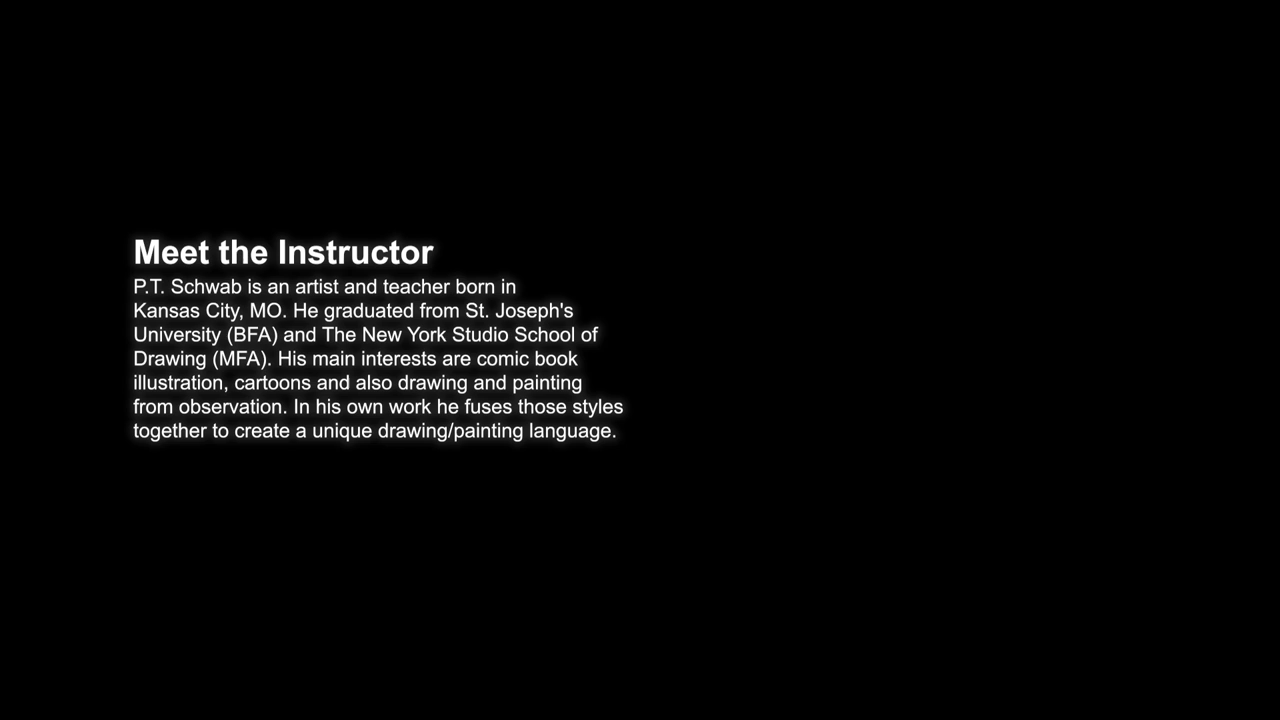 Meet the Instructor
P.T. Schwab is an artist and teacher born in
Kansas City, MO. He graduated from St. Joseph's
University (BFA) and The New York Studio School of
Drawing (MFA). His main interests are comic book
illustration, cartoons and also drawing and painting
from observation. In his own work he fuses those styles
together to create a unique drawing/painting language.